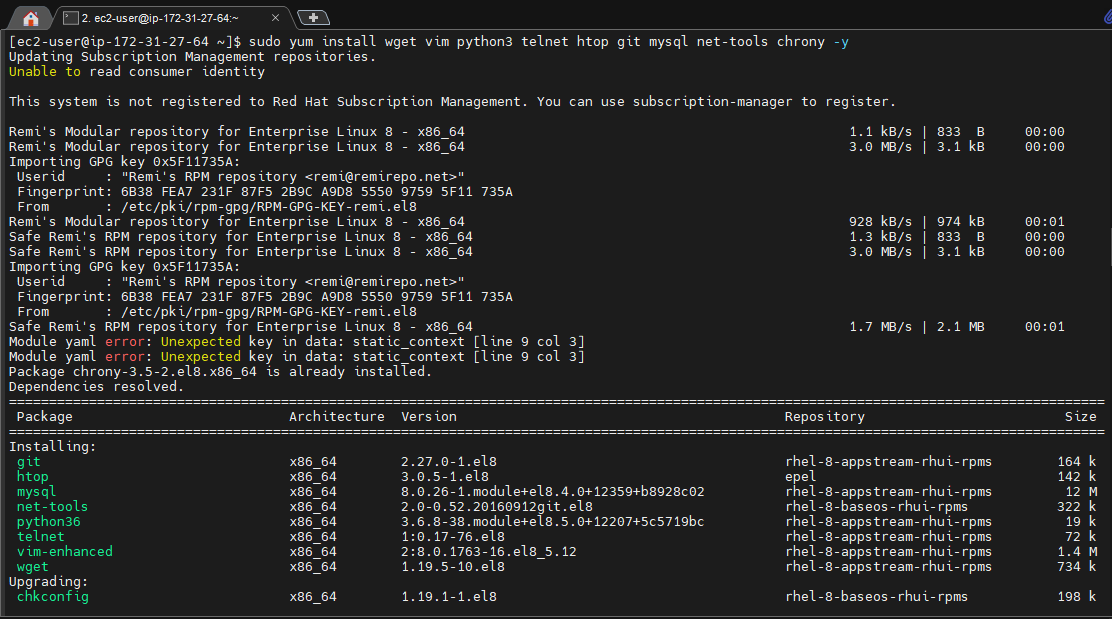 2. ec2-user@ip-172-31-27-64:~
[ec2-user@ip-172-31-27-64 ~]$ sudo yum install wget vim python3 telnet htop git mysql net-tools chrony -y
Updating Subscription Management repositories.
Unable to read consumer identity
This system is not registered to Red Hat Subscription Management. You can use subscription-manager to register.
Remi's Modular repository for Enterprise Linux 8 - x86_64 1.1 kB/s | 833 B 00:00
Remi's Modular repository for Enterprise Linux 8 - x86_64 3.0 MB/s | 3.1 kB 00:00
Importing GPG key 0x5F11735A:
Userid : "Remi's RPM repository <remi@remirepo.net>"
Fingerprint: 6B38 FEA7 231F 87F5 2B9C A9D8 5550 9759 5F11 735A
From : /etc/pki/rpm-gpg/RPM-GPG-KEY-remi.el8
Remi's Modular repository for Enterprise Linux 8 - x86_64 928 kB/s | 974 kB 00:01
Safe Remi's RPM repository for Enterprise Linux 8 - x86_64 1.3 kB/s | 833 B 00:00
Safe Remi's RPM repository for Enterprise Linux 8 - x86_64 3.0 MB/s | 3.1 kB 00:00
Importing GPG key 0x5F11735A:
Userid : "Remi's RPM repository <remi@remirepo.net>"
Fingerprint: 6B38 FEA7 231F 87F5 2B9C A9D8 5550 9759 5F11 735A
From : /etc/pki/rpm-gpg/RPM-GPG-KEY-remi.el8
Safe Remi's RPM repository for Enterprise Linux 8 - x86_64 1.7 MB/s | 2.1 MB 00:01
Module yaml error: Unexpected key in data: static_context [line 9 col 3]
Module yaml error: Unexpected key in data: static_context [line 9 col 3]
Package chrony-3.5-2.el8.x86_64 is already installed.
Dependencies resolved.
Package Architecture Version Repository Size
Installing:
git x86_64 2.27.0-1.el8 rhel-8-appstream-rhui-rpms 164 k
htop x86_64 3.0.5-1.el8 epel 142 k
mysql x86_64 8.0.26-1.module+el8.4.0+12359+b8928c02 rhel-8-appstream-rhui-rpms 12 M
net-tools x86_64 2.0-0.52.20160912git.el8 rhel-8-baseos-rhui-rpms 322 k
python36 x86_64 3.6.8-38.module+el8.5.0+12207+5c5719bc rhel-8-appstream-rhui-rpms 19 k
telnet x86_64 1:0.17-76.el8 rhel-8-appstream-rhui-rpms 72 k
vim-enhanced x86_64 2:8.0.1763-16.el8_5.12 rhel-8-appstream-rhui-rpms 1.4 M
wget x86_64 1.19.5-10.el8 rhel-8-appstream-rhui-rpms 734 k
Upgrading:
chkconfig x86_64 1.19.1-1.el8 rhel-8-baseos-rhui-rpms 198 k